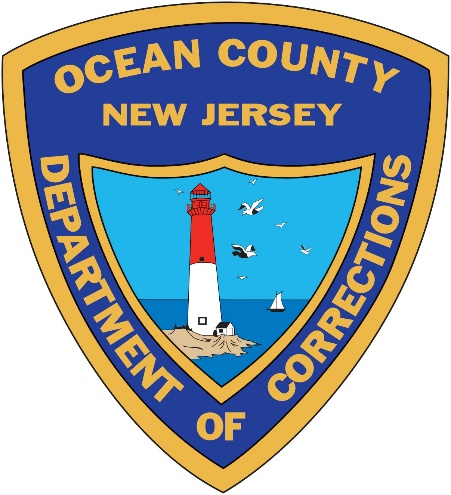 OCEAN COUNTY
NEW JERSEY
DEPARTMENT OF CORRECTIONS